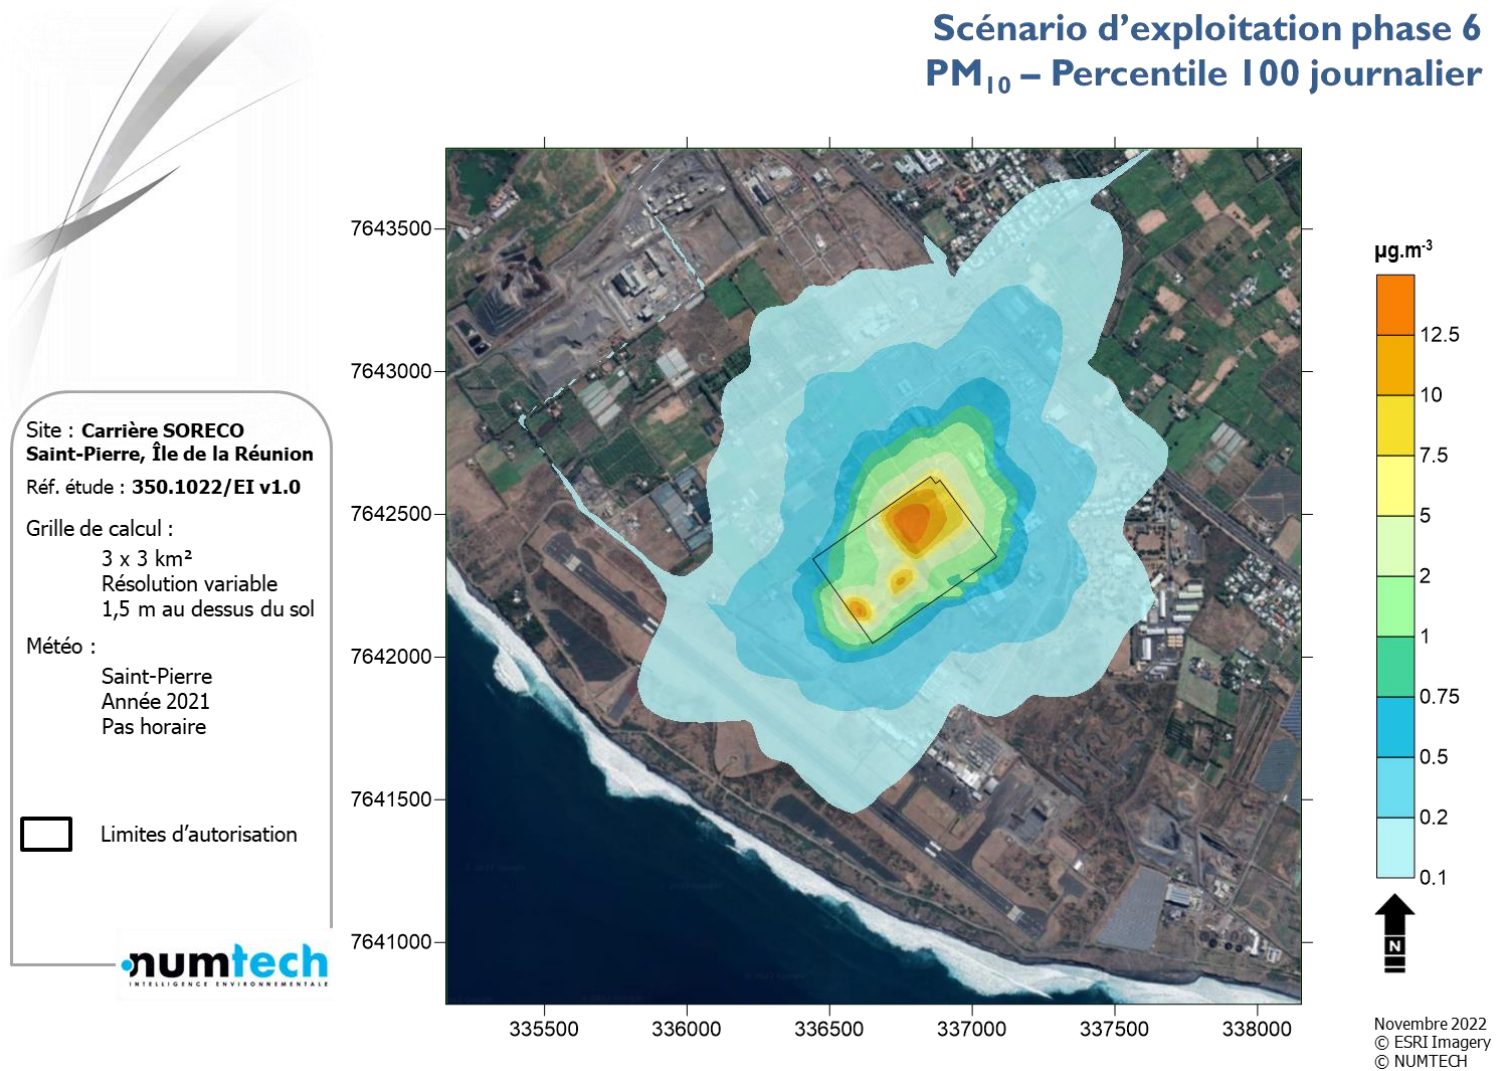 Scénario d’exploitation phase 6
PM10 – Percentile 100 journalier
Site : Carrière SORECO
Saint-Pierre, Île de la Réunion
Réf. étude : 350.1022/EI v1.0
Grille de calcul :
3 x 3 km²
Résolution variable
1,5 m au dessus du sol
Météo :
Saint-Pierre
Année 2021
Pas horaire
Limites d’autorisation
numtech
INTELLIGENCE ENVIRONNEMENTALE
7643500
7643000
7642500
7642000
7641500
7641000
335500 336000 336500 337000 337500 338000
µg.m-3
12.5
10
7.5
5
2
1
0.75
0.5
0.2
0.1
N
Novembre 2022
© ESRI Imagery
© NUMTECH